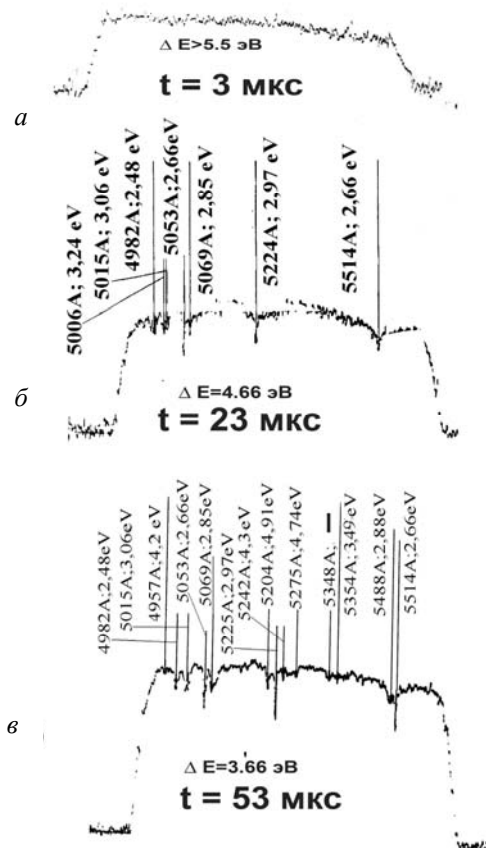 Δ E>5.5 эВ
t = 3 мкс
а
5006A; 3,24 eV
5015A; 3,06 eV
4982A; 2,48 eV
5053A;2,66eV
5069A; 2,85 eV
5224A; 2,97 eV
5514A; 2,66 eV
б
Δ E=4.66 эВ
t = 23 мкс
4982A;2,48eV
5015A;3,06eV
4957A;4.2 eV
5053A;2,66eV
5069A;2,85eV
5225A;2,97eV
5242A;4,3eV
5204A;4,91eV
5275A;4,74eV
5348A; –
5354A;3,49eV
5488A;2,88eV
5514A;2,66eV
в
Δ E=3.66 эВ
t = 53 мкс